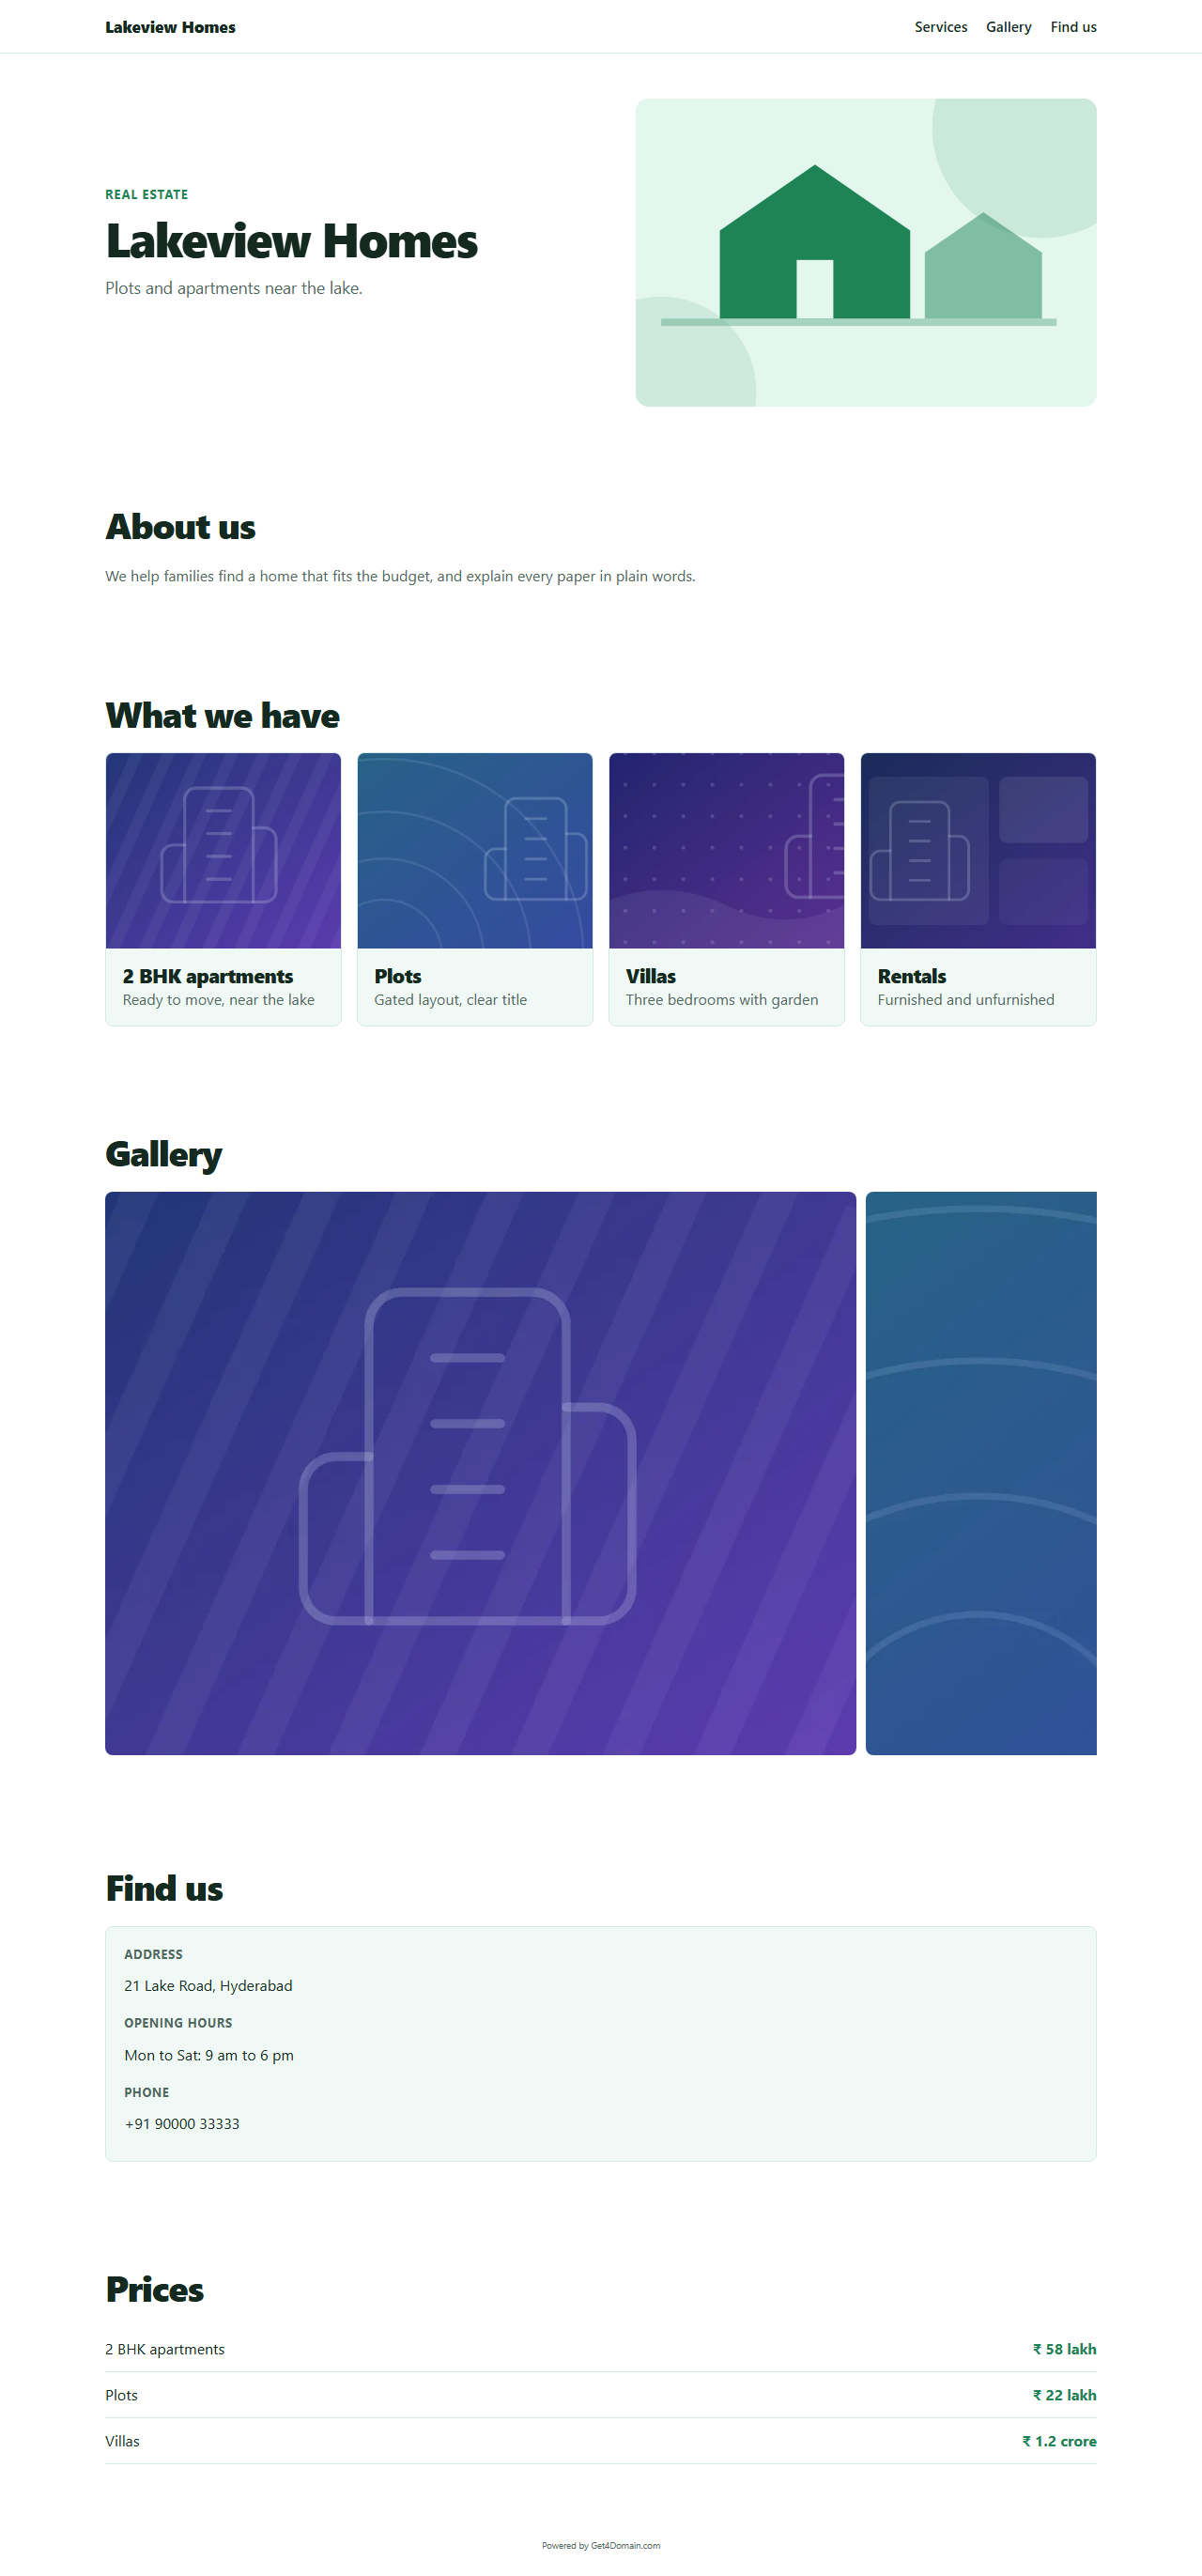 Lakeview Homes
Services Gallery Find us
REAL ESTATE
Lakeview Homes
Plots and apartments near the lake.
About us
We help families find a home that fits the budget, and explain every paper in plain words.
What we have
2 BHK apartments
Ready to move, near the lake
Plots
Gated layout, clear title
Villas
Three bedrooms with garden
Rentals
Furnished and unfurnished
Gallery
Find us
ADDRESS
21 Lake Road, Hyderabad
OPENING HOURS
Mon to Sat: 9 am to 6 pm
PHONE
+91 90000 33333
Prices
2 BHK apartments ₹ 58 lakh
Plots ₹ 22 lakh
Villas ₹ 1.2 crore
Powered by Get4Domain.com